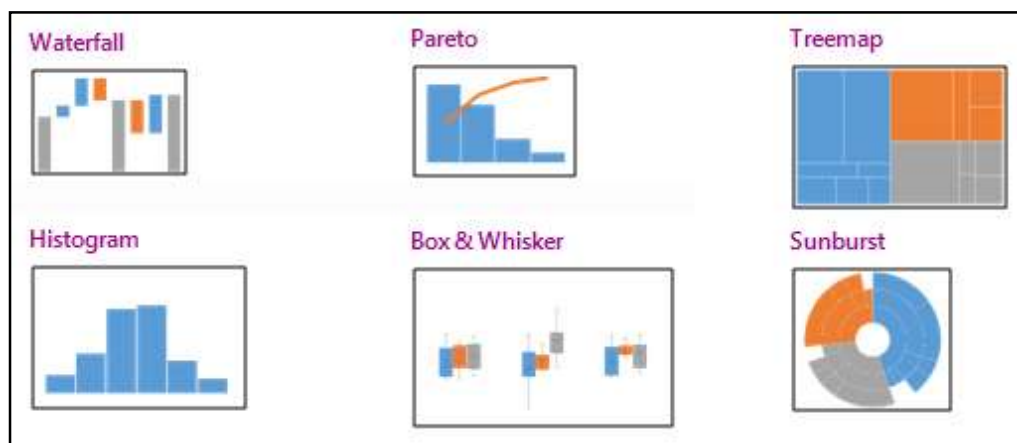 Waterfall
Pareto
Treemap
Histogram
Box & Whisker
Sunburst